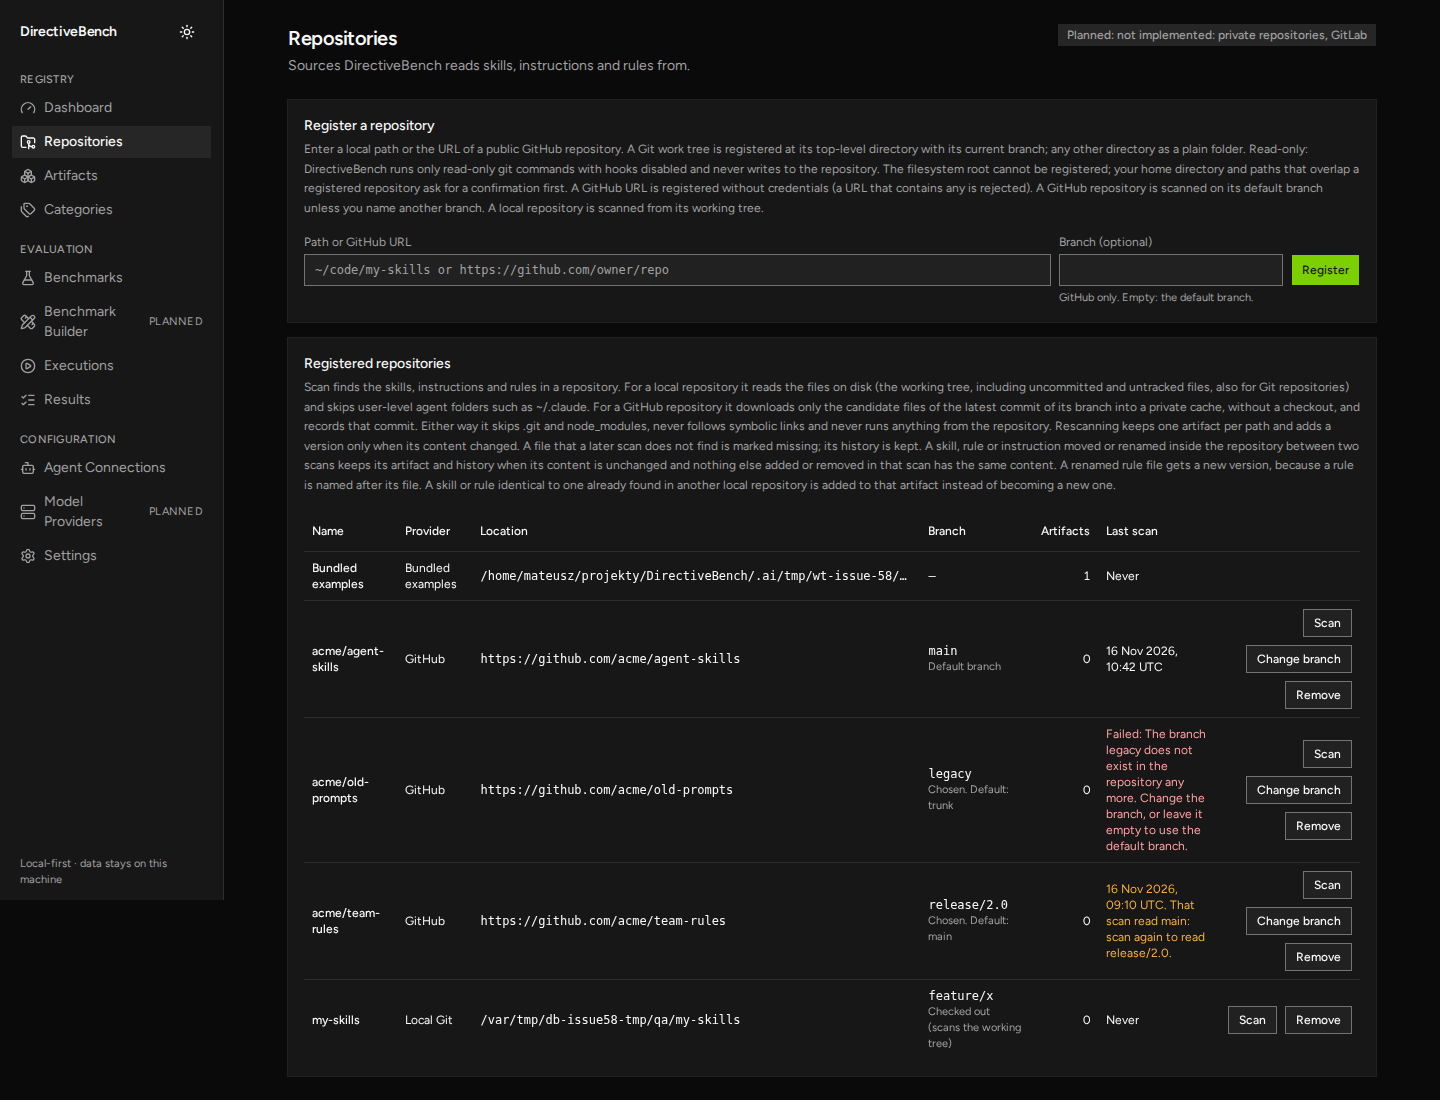 DirectiveBench
REGISTRY
Dashboard
Repositories
Artifacts
Categories
EVALUATION
Benchmarks
Benchmark
Builder
PLANNED
Executions
Results
CONFIGURATION
Agent Connections
Model
Providers
PLANNED
Settings
Local-first · data stays on this
machine
Repositories
Planned: not implemented: private repositories, GitLab
Sources DirectiveBench reads skills, instructions and rules from.
Register a repository
Enter a local path or the URL of a public GitHub repository. A Git work tree is registered at its top-level directory with its current branch; any other directory as a plain folder. Read-only:
DirectiveBench runs only read-only git commands with hooks disabled and never writes to the repository. The filesystem root cannot be registered; your home directory and paths that overlap a
registered repository ask for a confirmation first. A GitHub URL is registered without credentials (a URL that contains any is rejected). A GitHub repository is scanned on its default branch
unless you name another branch. A local repository is scanned from its working tree.
Path or GitHub URL
Branch (optional)
~/code/my-skills or https://github.com/owner/repo
Register
GitHub only. Empty: the default branch.
Registered repositories
Scan finds the skills, instructions and rules in a repository. For a local repository it reads the files on disk (the working tree, including uncommitted and untracked files, also for Git repositories)
and skips user-level agent folders such as ~/.claude. For a GitHub repository it downloads only the candidate files of the latest commit of its branch into a private cache, without a checkout, and
records that commit. Either way it skips .git and node_modules, never follows symbolic links and never runs anything from the repository. Rescanning keeps one artifact per path and adds a
version only when its content changed. A file that a later scan does not find is marked missing; its history is kept. A skill, rule or instruction moved or renamed inside the repository between two
scans keeps its artifact and history when its content is unchanged and nothing else added or removed in that scan has the same content. A renamed rule file gets a new version, because a rule
is named after its file. A skill or rule identical to one already found in another local repository is added to that artifact instead of becoming a new one.
Name Provider Location Branch Artifacts Last scan
Bundled
examples
Bundled
examples
/home/mateusz/projekty/DirectiveBench/.ai/tmp/wt-issue-58/…
—
1
Never
acme/agent-
skills
GitHub
https://github.com/acme/agent-skills
main
Default branch
0
16 Nov 2026,
10:42 UTC
Scan
Change branch
Remove
acme/old-
prompts
GitHub
https://github.com/acme/old-prompts
legacy
Chosen. Default:
trunk
0
Failed: The branch
legacy does not
exist in the
repository any
more. Change the
branch, or leave it
empty to use the
default branch.
Scan
Change branch
Remove
acme/team-
rules
GitHub
https://github.com/acme/team-rules
release/2.0
Chosen. Default:
main
0
16 Nov 2026,
09:10 UTC. That
scan read main:
scan again to read
release/2.0.
Scan
Change branch
Remove
my-skills
Local Git
/var/tmp/db-issue58-tmp/qa/my-skills
feature/x
Checked out
(scans the working
tree)
0
Never
Scan
Remove